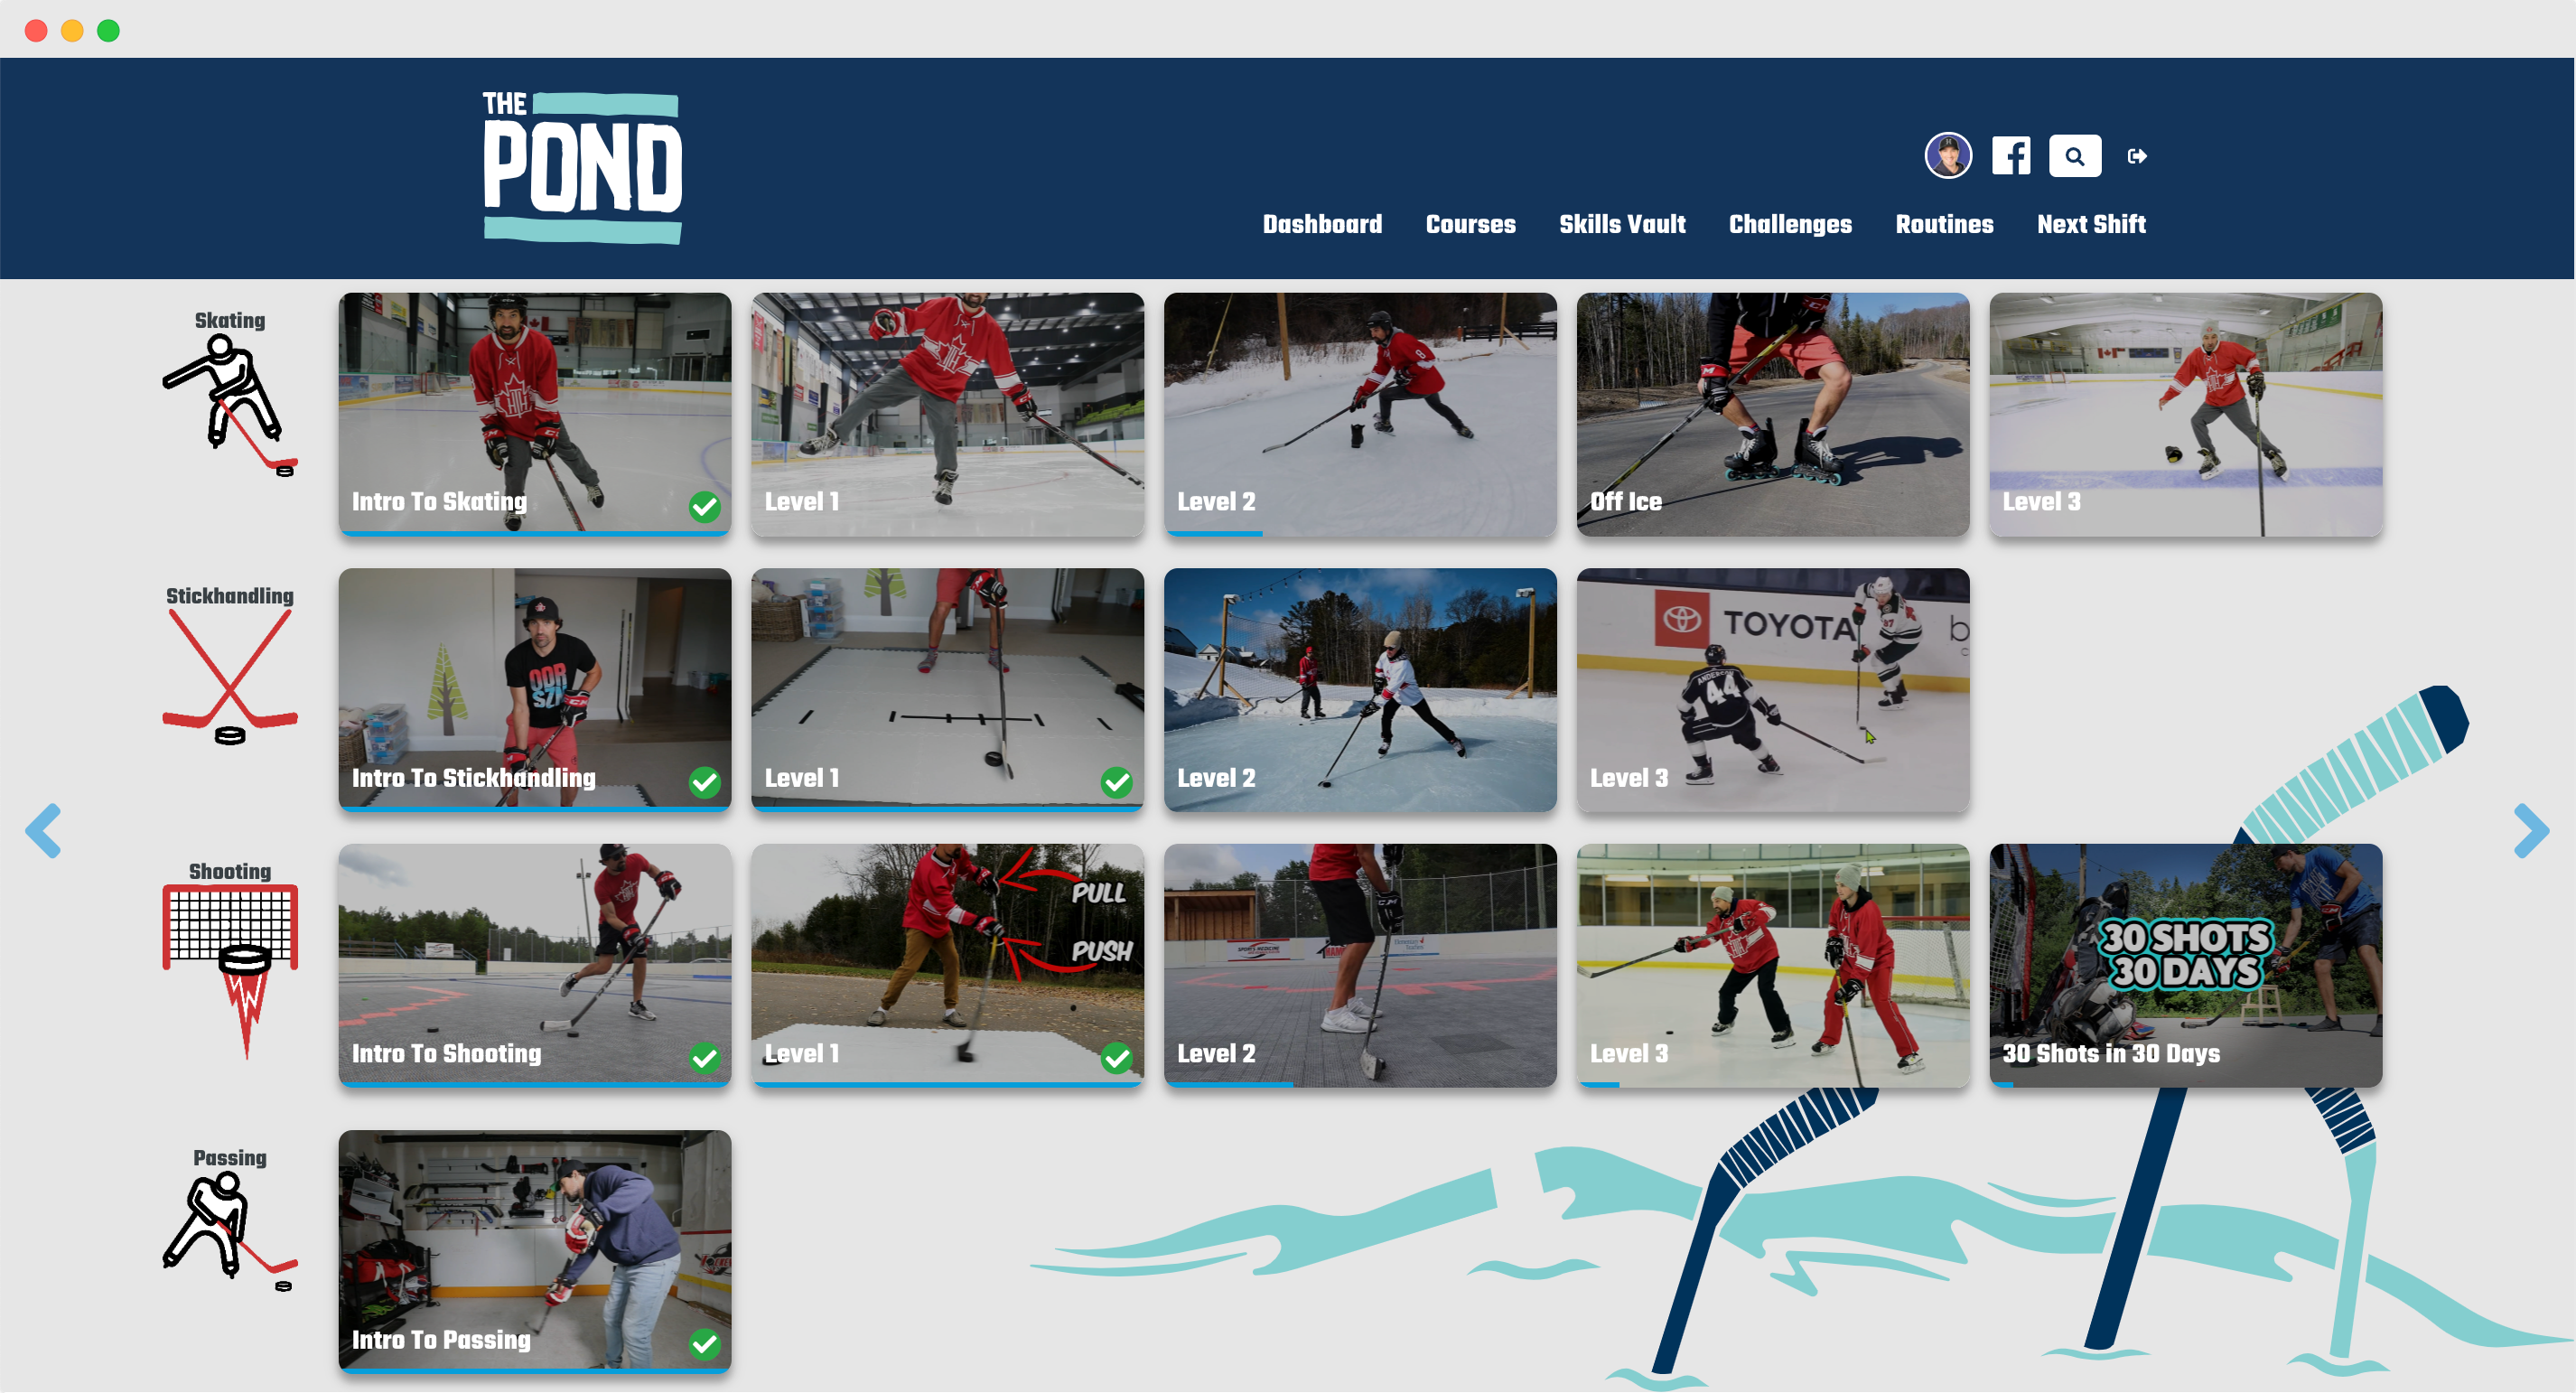 THE
POND
Dashboard Courses Skills Vault Challenges Routines Next Shift
Skating
Intro To Skating
Level 1
Level 2
8
Off Ice
Level 3
Stickhandling
Intro To Stickhandling
Level 1
Level 2
TOYOTA b
44
Level 3
Shooting
Intro To Shooting
PULL
PUSH
Level 1
Level 2
Level 3
30 SHOTS
30 DAYS
30 Shots in 30 Days
Passing
Intro To Passing